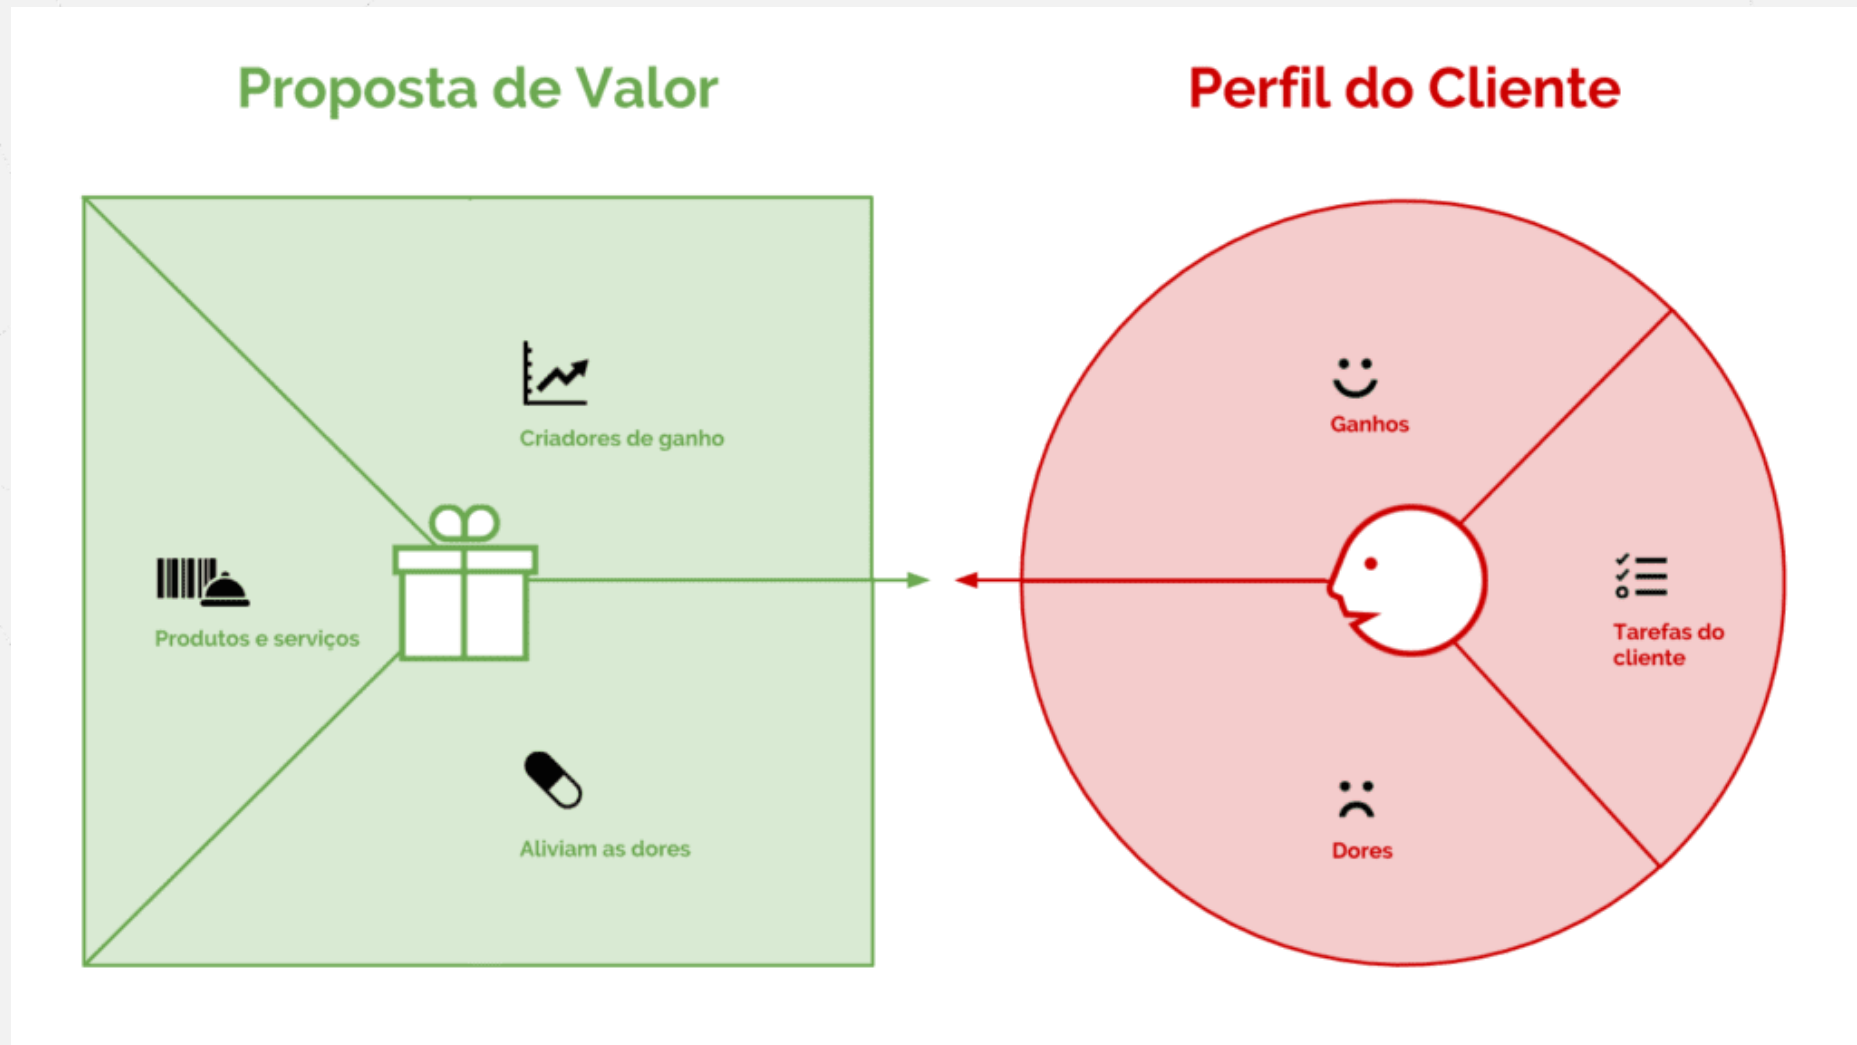 Proposta de Valor
Perfil do Cliente
Criadores de ganho
Produtos e serviços
Aliviam as dores
Ganhos
Tarefas do
cliente
Dores